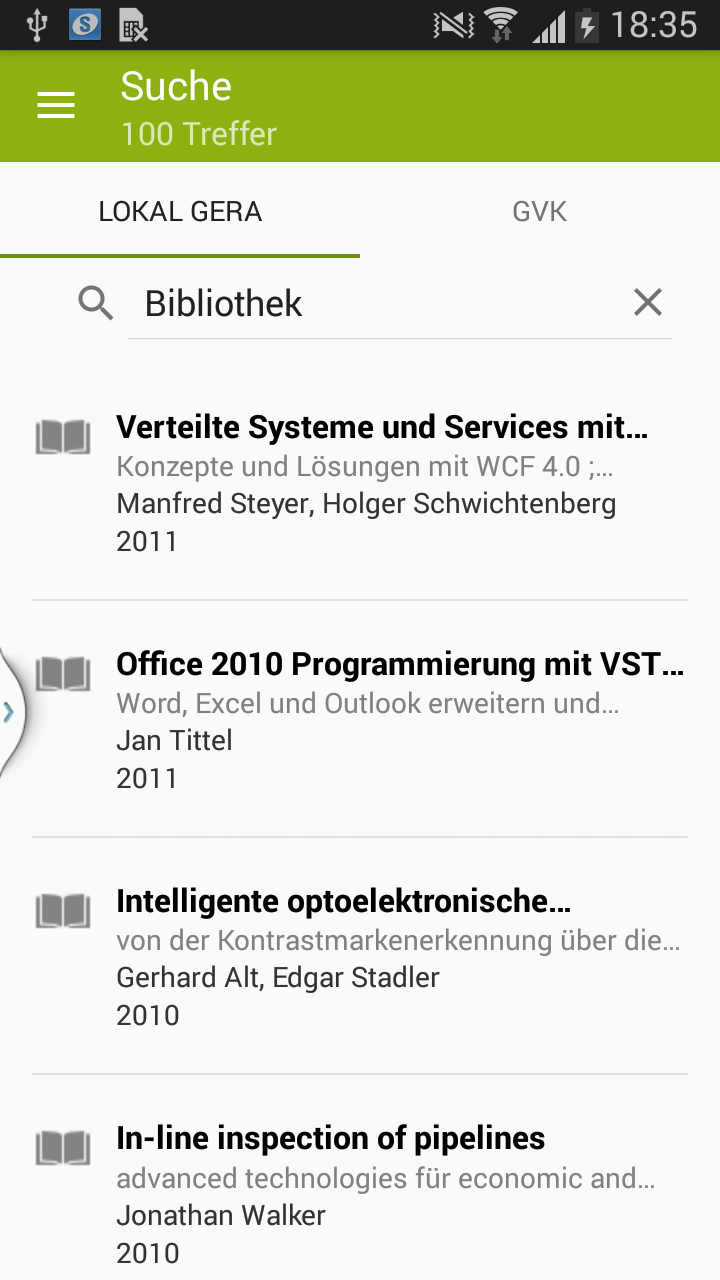 18:35
Suche
100 Treffer
LOKAL GERA
GVK
Bibliothek
Verteilte Systeme und Services mit…
Konzepte und Lösungen mit WCF 4.0 ;…
Manfred Steyer, Holger Schwichtenberg
2011
Office 2010 Programmierung mit VST…
Word, Excel und Outlook erweitern und…
Jan Tittel
2011
Intelligente optoelektronische…
von der Kontrastmarkenerkennung über die…
Gerhard Alt, Edgar Stadler
2010
In-line inspection of pipelines
advanced technologies für economic and…
Jonathan Walker
2010